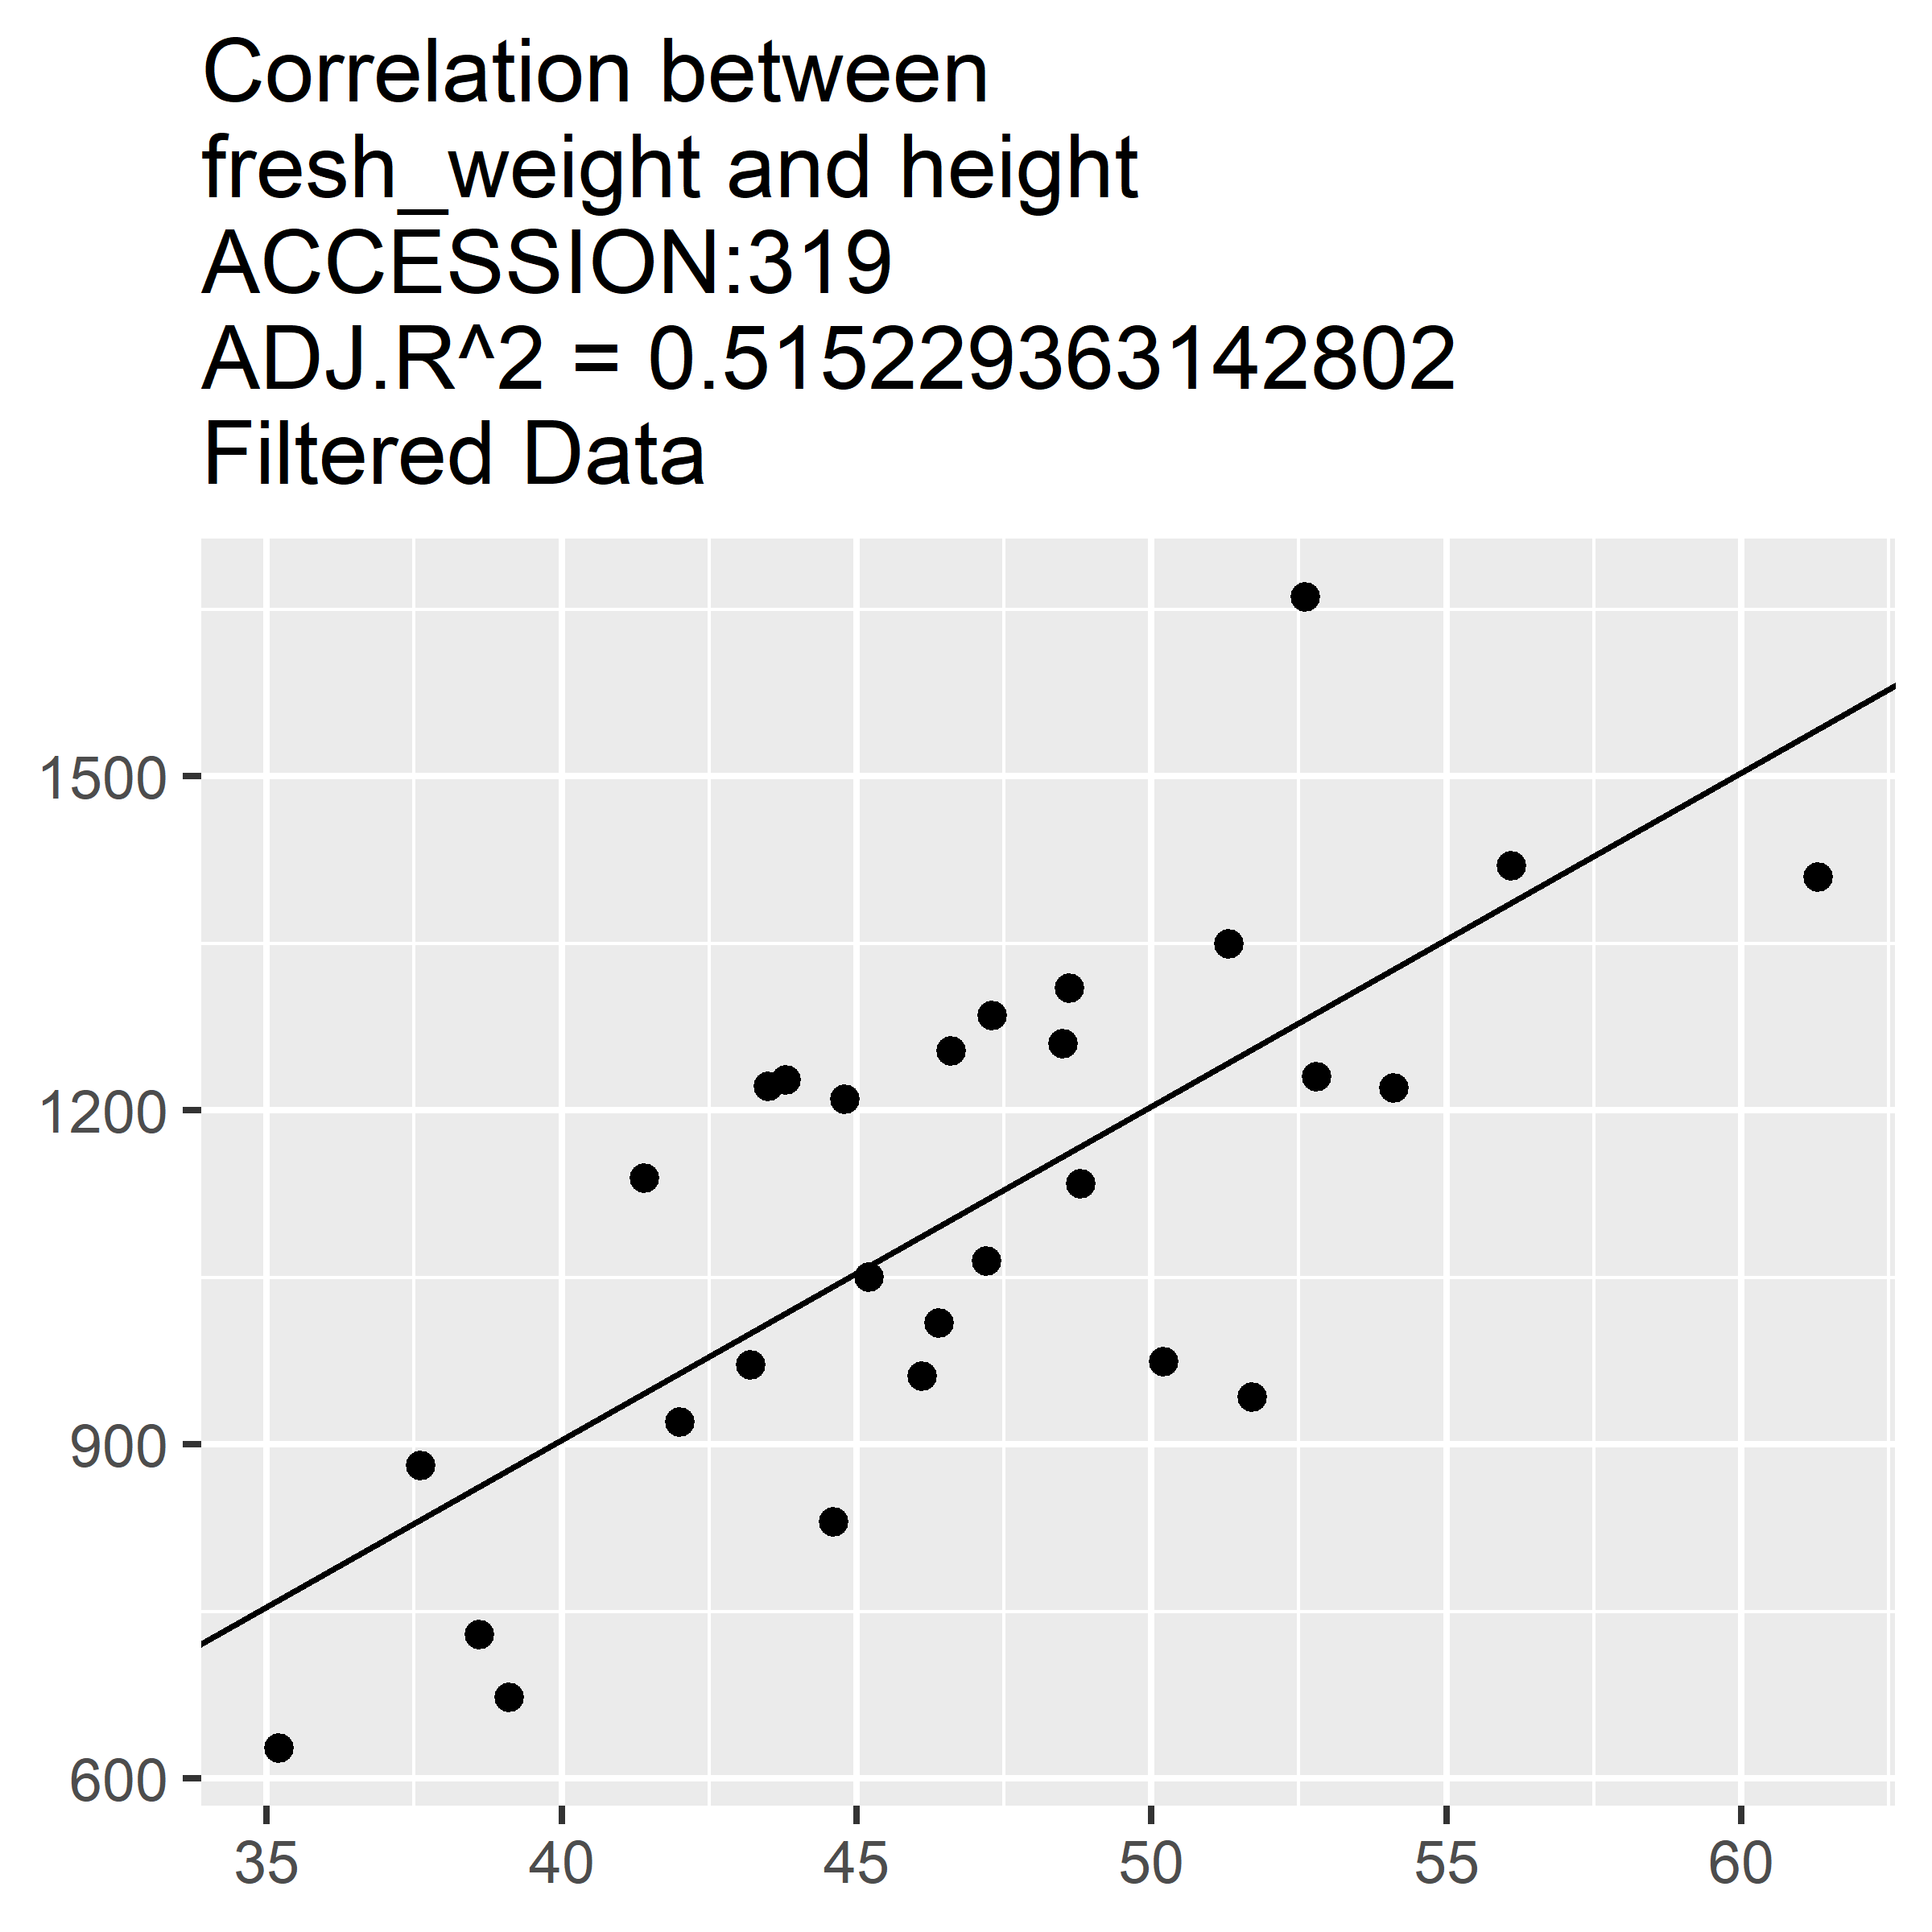 Correlation between
fresh_weight and height
ACCESSION:319
ADJ.R^2 = 0.515229363142802
Filtered Data
1500
1200
900
600
35 40 45 50 55 60